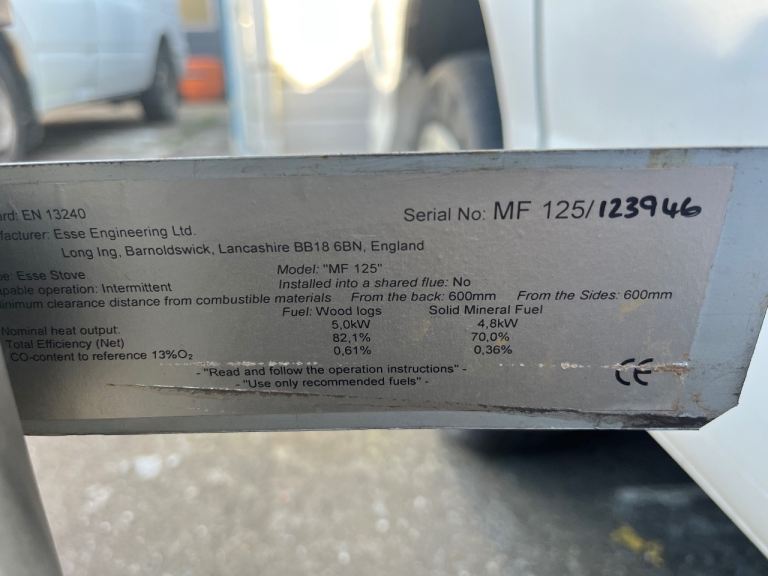 ard: EN 13240
Serial No: MF 125/123946
facturer: Esse Engineering Ltd.
Long Ing, Barnoldswick, Lancashire BB18 6BN, England
e: Esse Stove
Model: "MF 125"
apable operation: Intermittent
Installed into a shared flue: No
inimum clearance distance from combustible materials From the back: 600mm From the Sides: 600mm
Fuel: Wood logs Solid Mineral Fuel
Nominal heat output. 5,0kW 4,8kW
Total Efficiency (Net) 82,1% 70,0%
CO-content to reference 13%O₂ 0,61% 0,36%
- "Read and follow the operation instructions" -
- "Use only recommended fuels" -
CE